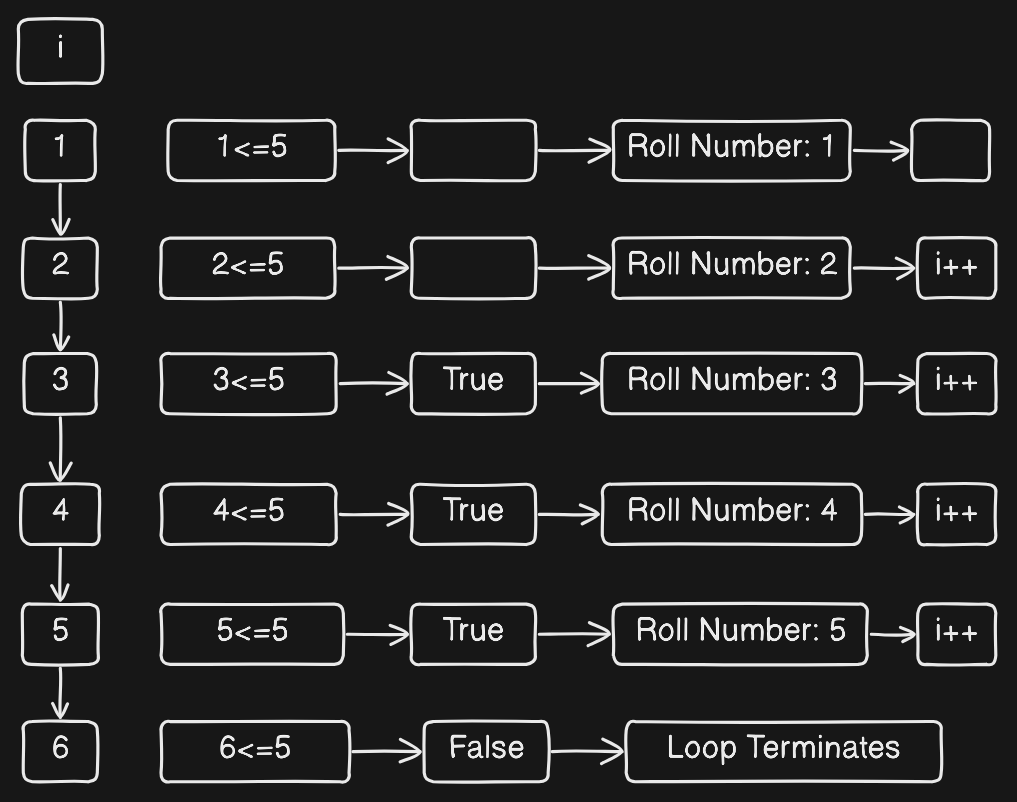 i
1 1<=5 Roll Number: 1
2 2<=5 Roll Number: 2 i++
3 3<=5 True Roll Number: 3 i++
4 4<=5 True Roll Number: 4 i++
5 5<=5 True Roll Number: 5 i++
6 6<=5 False Loop Terminates